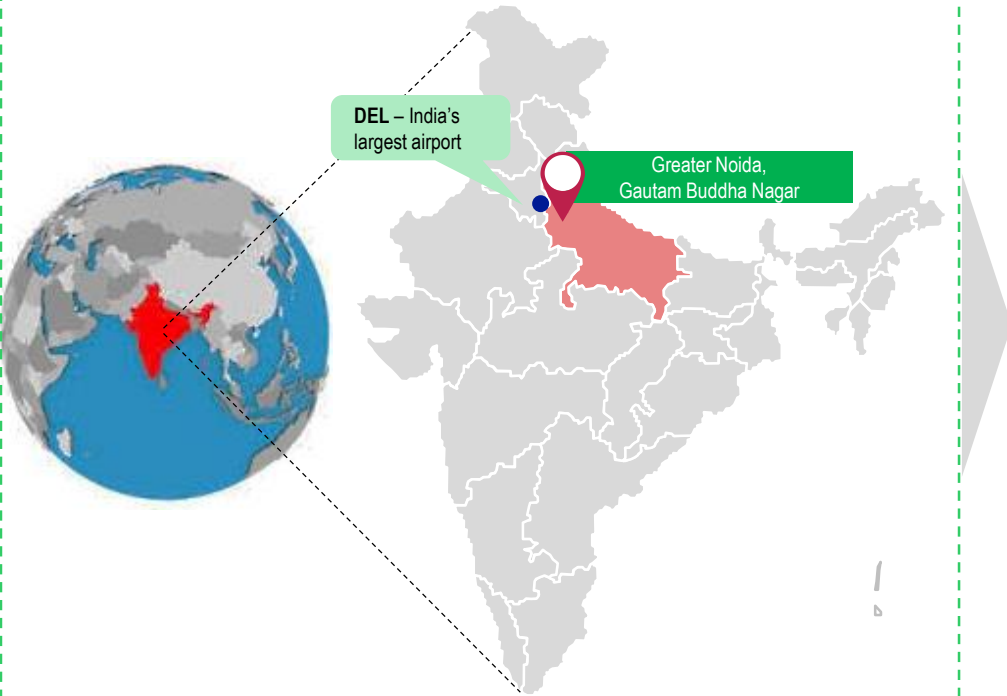 DEL – India’s
largest airport
Greater Noida,
Gautam Buddha Nagar